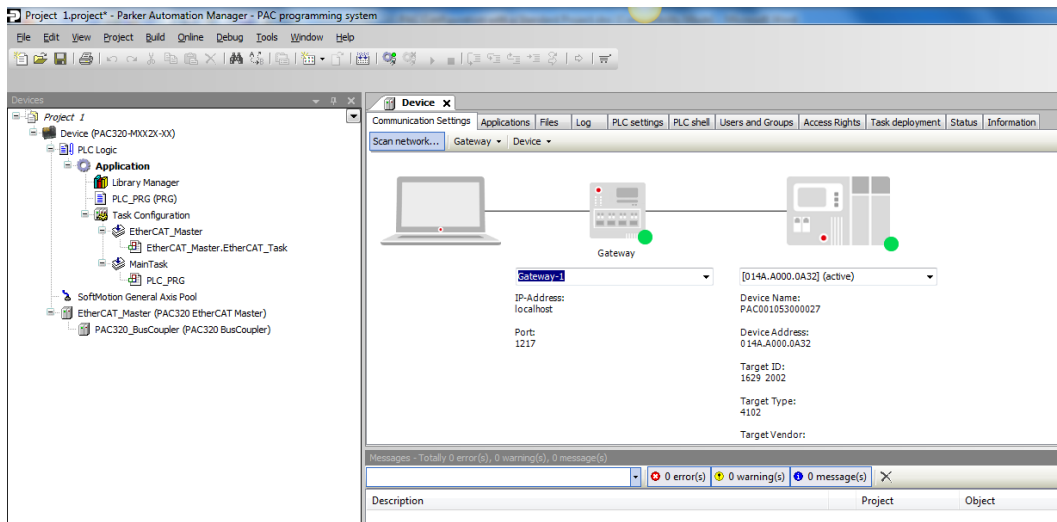 Project 1.project* - Parker Automation Manager - PAC programming system
File Edit View Project Build Online Debug Tools Window Help
Devices
Project 1
Device (PAC320-MXX2X-XX)
PLC Logic
Application
Library Manager
PLC_PRG (PRG)
Task Configuration
EtherCAT_Master
EtherCAT_Master.EtherCAT_Task
MainTask
PLC_PRG
SoftMotion General Axis Pool
EtherCAT_Master (PAC320 EtherCAT Master)
PAC320_BusCoupler (PAC320 BusCoupler)
Device
Communication Settings Applications Files Log PLC settings PLC shell Users and Groups Access Rights Task deployment Status Information
Scan network... Gateway Device
Gateway
Gateway-1
IP-Address:
localhost
Port:
1217
[014A.A000.0A32] (active)
Device Name:
PAC001053000027
Device Address:
014A.A000.0A32
Target ID:
1629 2002
Target Type:
4102
Target Vendor:
Messages - Totally 0 error(s), 0 warning(s), 0 message(s)
0 error(s) 0 warning(s) 0 message(s)
Description Project Object